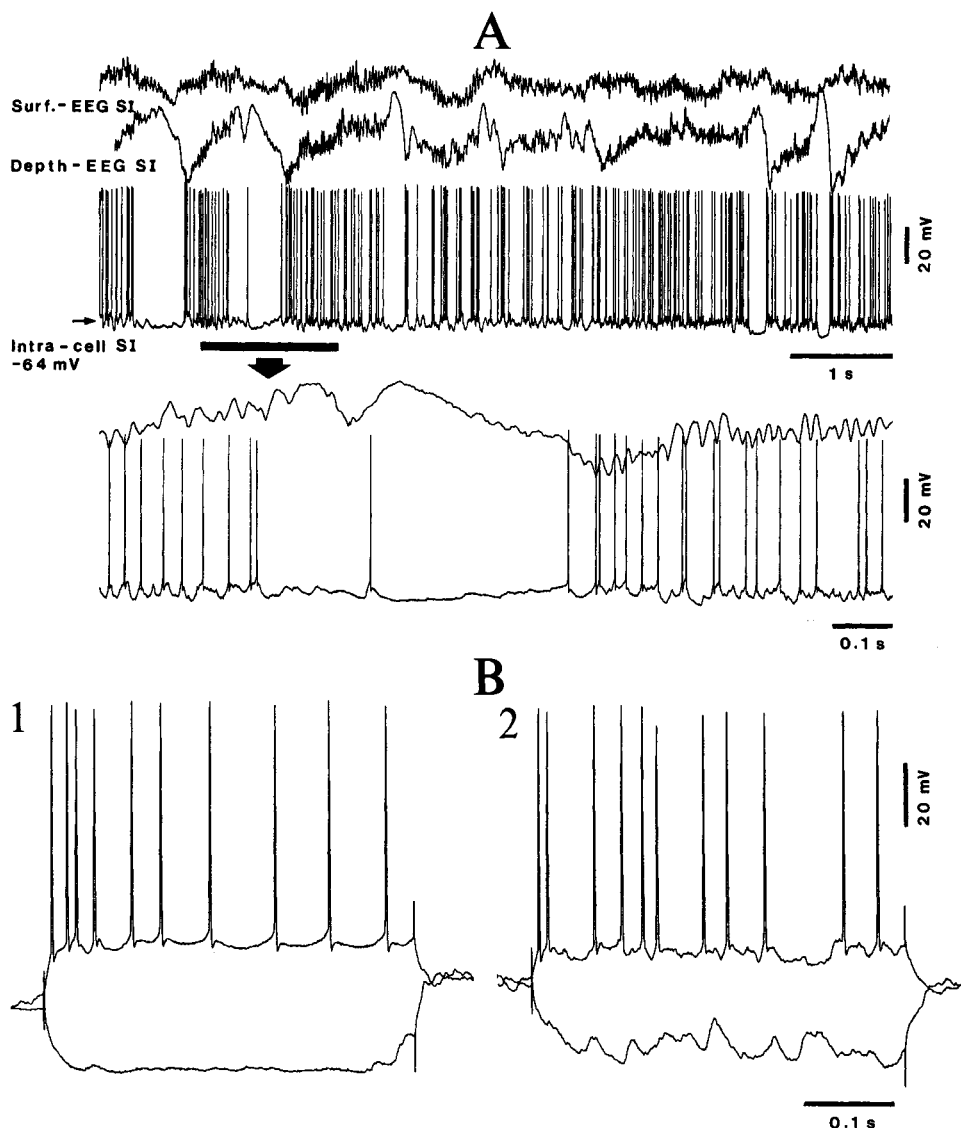 A
Surf.-EEG SI
Depth-EEG SI
20 mV
Intra-cell SI
-64 mV
1 s
20 mV
0.1 s
B
1
2
20 mV
0.1 s